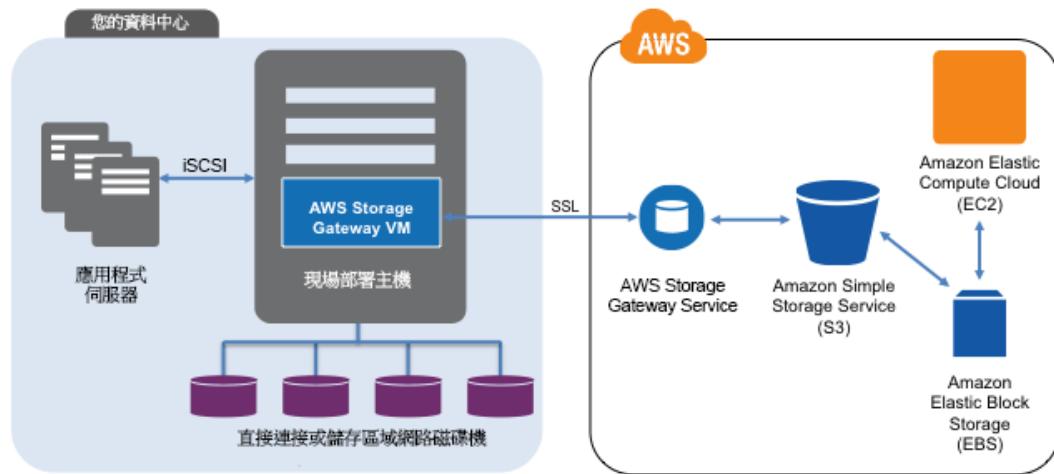 您的資料中心
AWS
iSCSI
AWS Storage
Gateway VM
SSL
應用程式
伺服器
現場部署主機
直接連接或儲存區域網路磁碟機
AWS Storage
Gateway Service
Amazon Simple
Storage Service
(S3)
Amazon Elastic
Compute Cloud
(EC2)
Amazon
Elastic Block
Storage
(EBS)